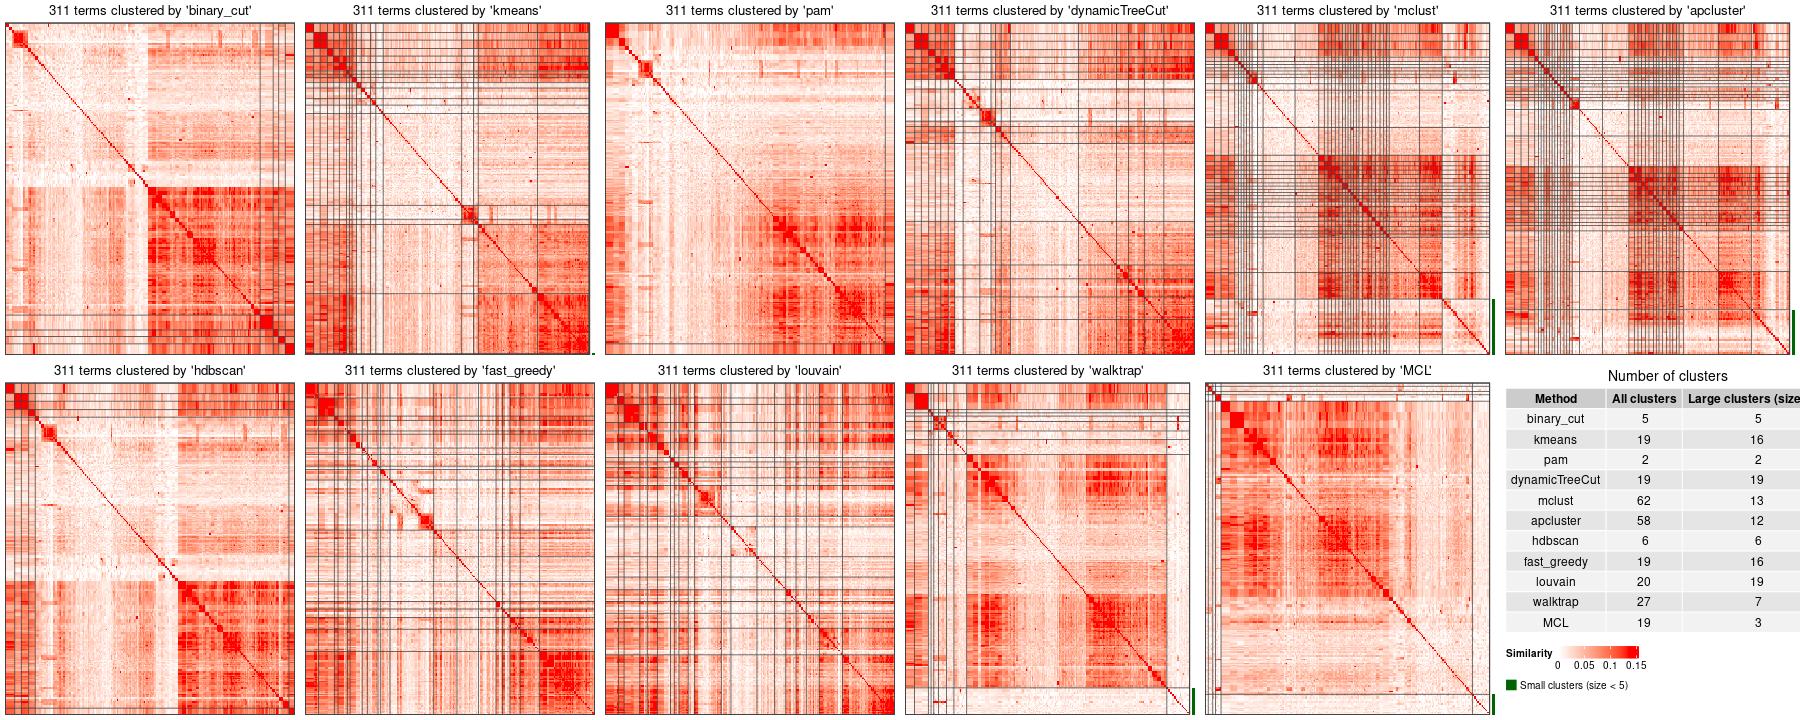 311 terms clustered by 'binary_cut'
311 terms clustered by 'kmeans'
311 terms clustered by 'pam'
311 terms clustered by 'dynamicTreeCut'
311 terms clustered by 'mclust'
311 terms clustered by 'apcluster'
311 terms clustered by 'hdbscan'
311 terms clustered by 'fast_greedy'
311 terms clustered by 'louvain'
311 terms clustered by 'walktrap'
311 terms clustered by 'MCL'
Number of clusters
Method All clusters Large clusters (size
binary_cut 5 5
kmeans 19 16
pam 2 2
dynamicTreeCut 19 19
mclust 62 13
apcluster 58 12
hdbscan 6 6
fast_greedy 19 16
louvain 20 19
walktrap 27 7
MCL 19 3
Similarity
0 0.05 0.1 0.15
Small clusters (size < 5)